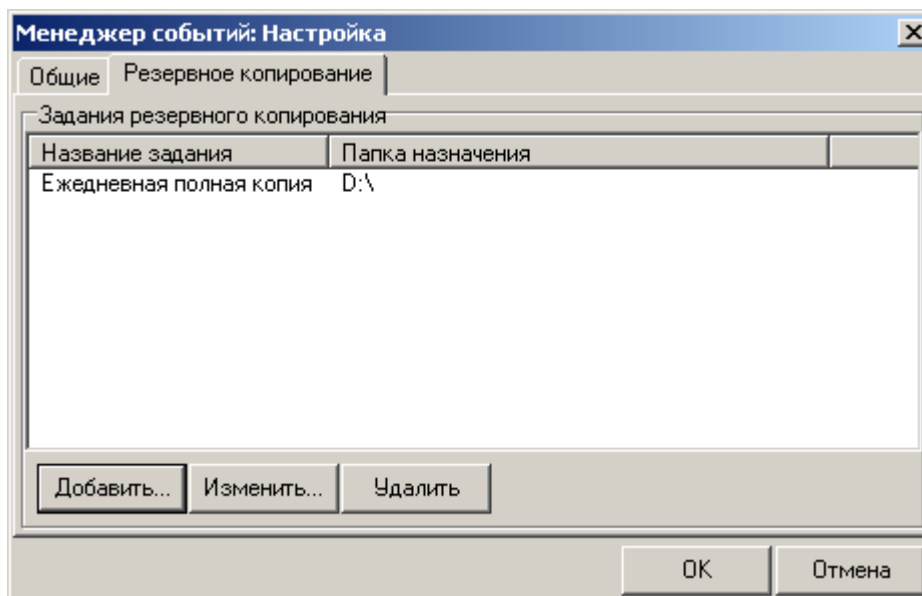 Менеджер событий: Настройка
Общие Резервное копирование
Задания резервного копирования
Название задания Папка назначения
Ежедневная полная копия D:\
Добавить... Изменить... Удалить
OK Отмена